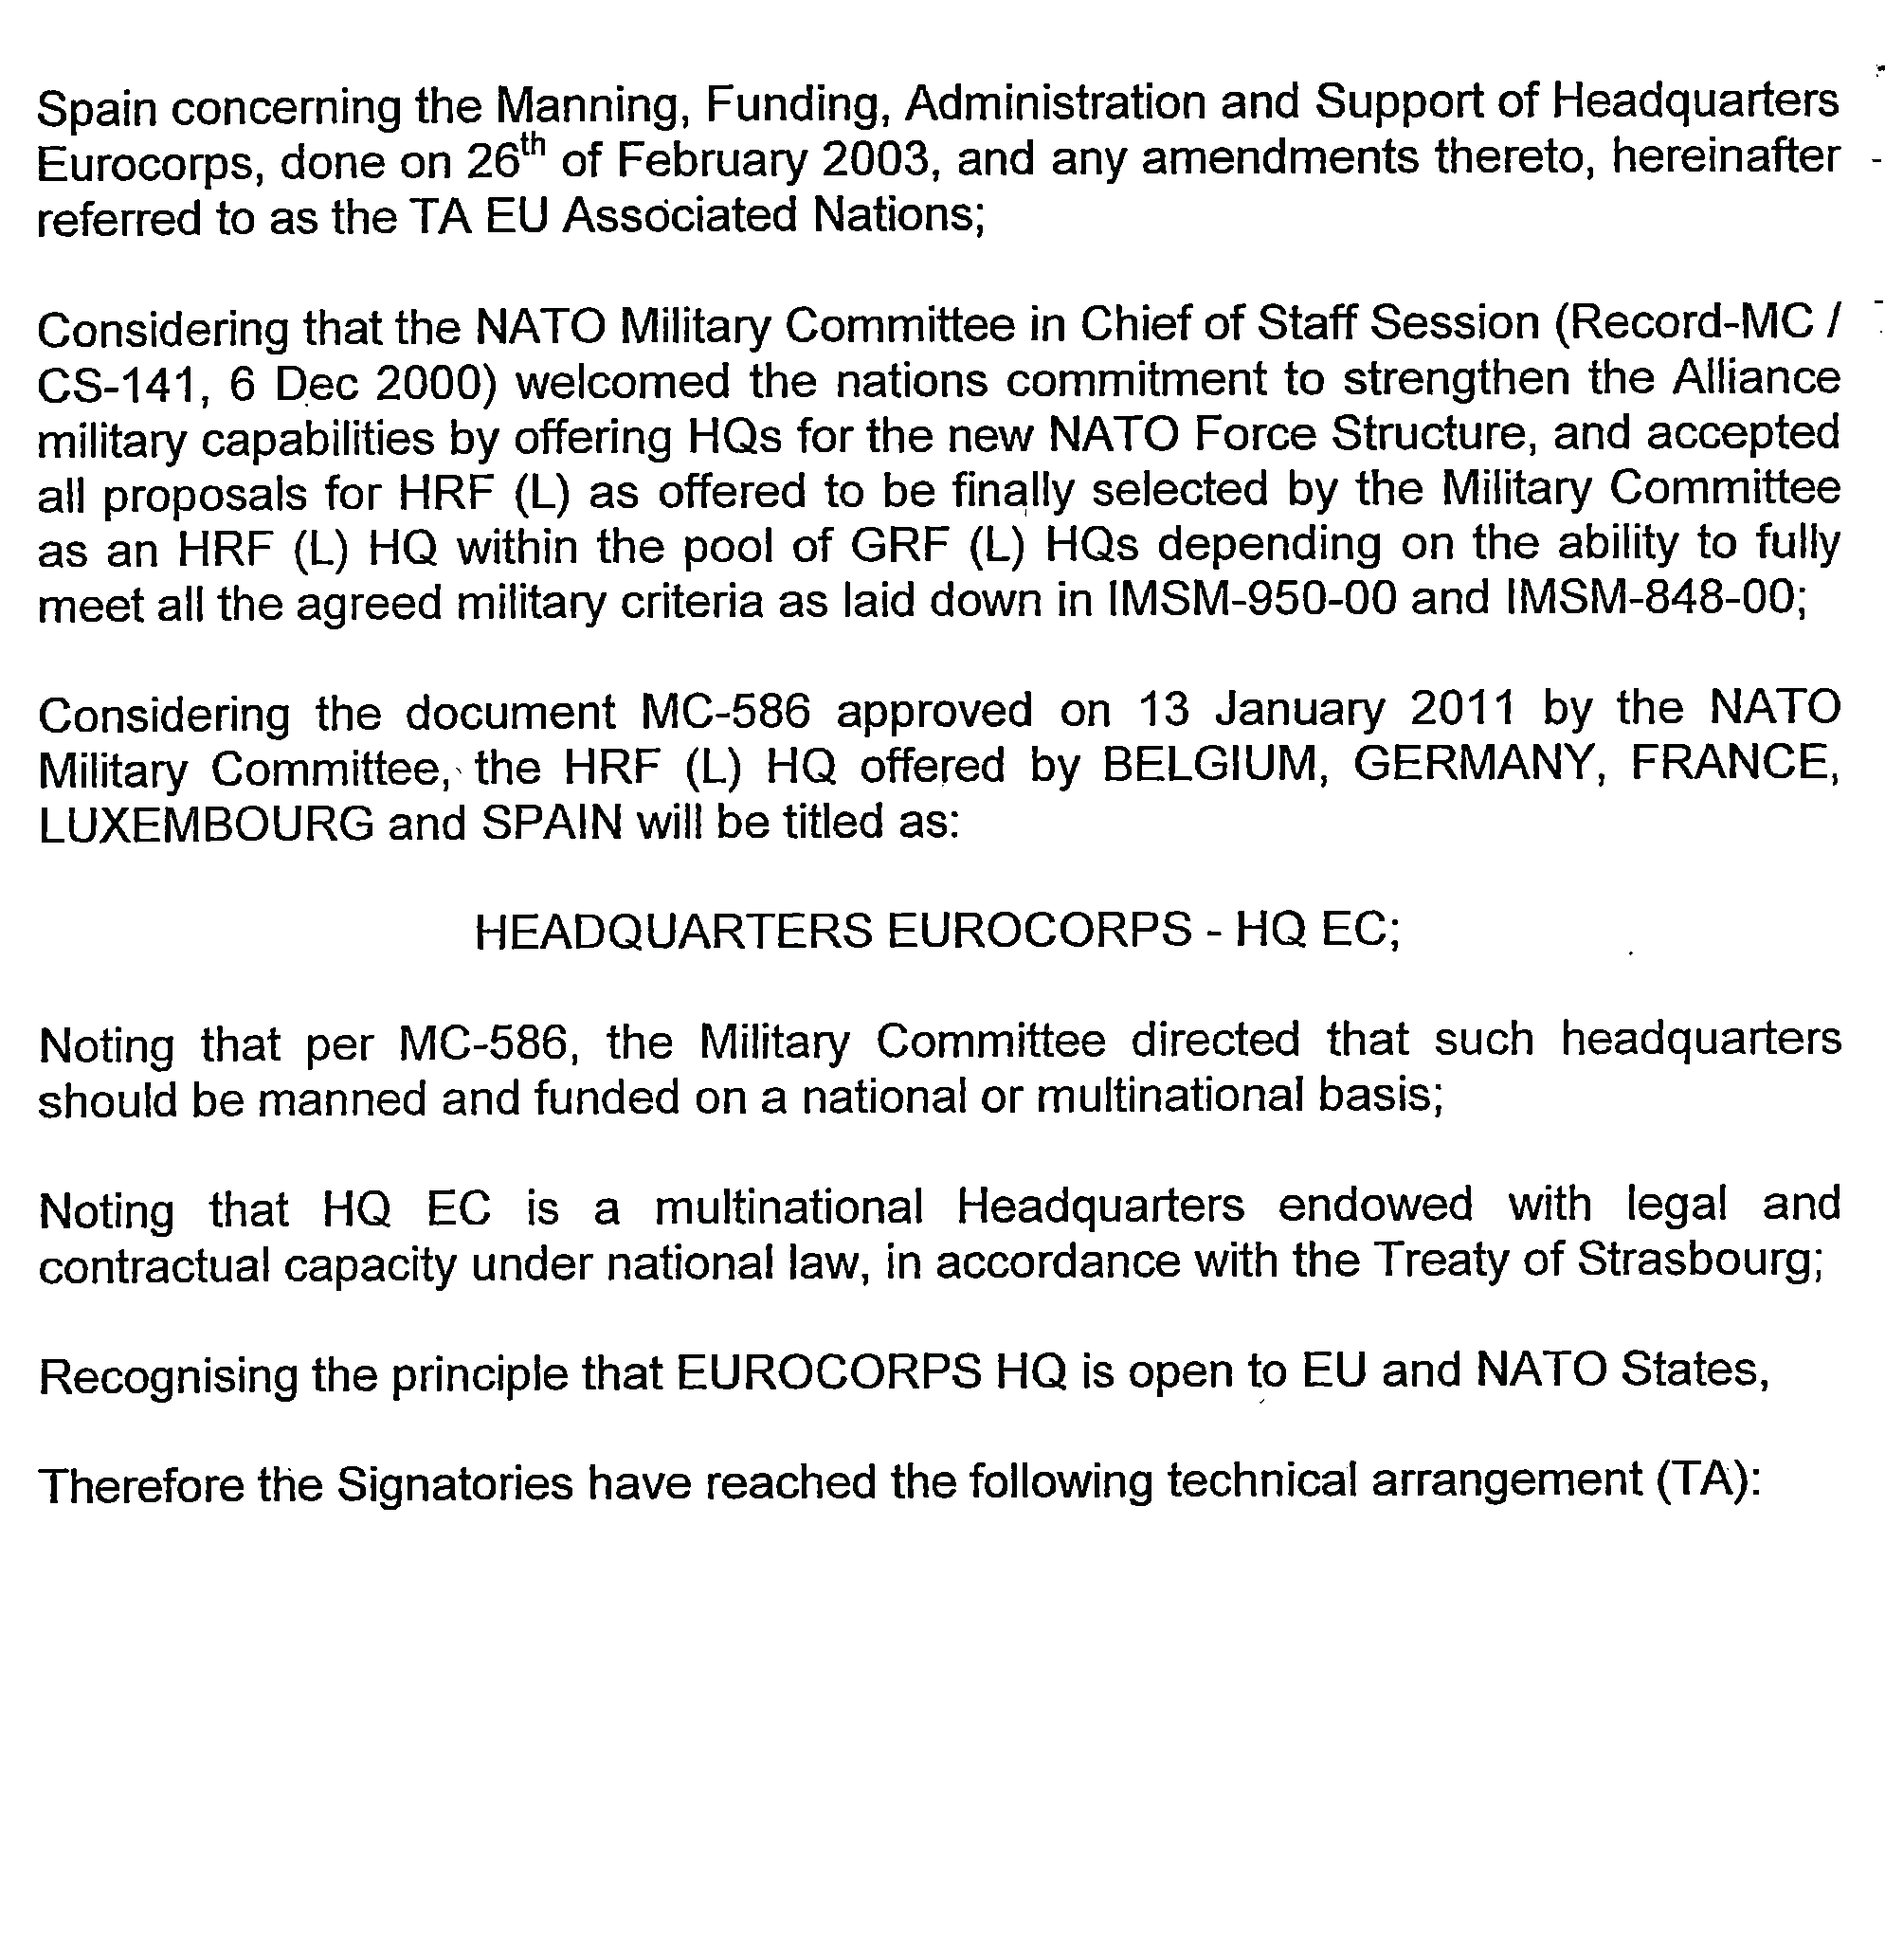 Spain concerning the Manning, Funding, Administration and Support of Headquarters
Eurocorps, done on 26th of February 2003, and any amendments thereto, hereinafter
referred to as the TA EU Associated Nations;
Considering that the NATO Military Committee in Chief of Staff Session (Record-MC /
CS-141, 6 Dec 2000) welcomed the nations commitment to strengthen the Alliance
military capabilities by offering HQs for the new NATO Force Structure, and accepted
all proposals for HRF (L) as offered to be finally selected by the Military Committee
as an HRF (L) HQ within the pool of GRF (L) HQs depending on the ability to fully
meet all the agreed military criteria as laid down in IMSM-950-00 and IMSM-848-00;
Considering the document MC-586 approved on 13 January 2011 by the NATO
Military Committee, the HRF (L) HQ offered by BELGIUM, GERMANY, FRANCE,
LUXEMBOURG and SPAIN will be titled as:
HEADQUARTERS EUROCORPS - HQ EC;
Noting that per MC-586, the Military Committee directed that such headquarters
should be manned and funded on a national or multinational basis;
Noting that HQ EC is a multinational Headquarters endowed with legal and
contractual capacity under national law, in accordance with the Treaty of Strasbourg;
Recognising the principle that EUROCORPS HQ is open to EU and NATO States,
Therefore the Signatories have reached the following technical arrangement (TA):